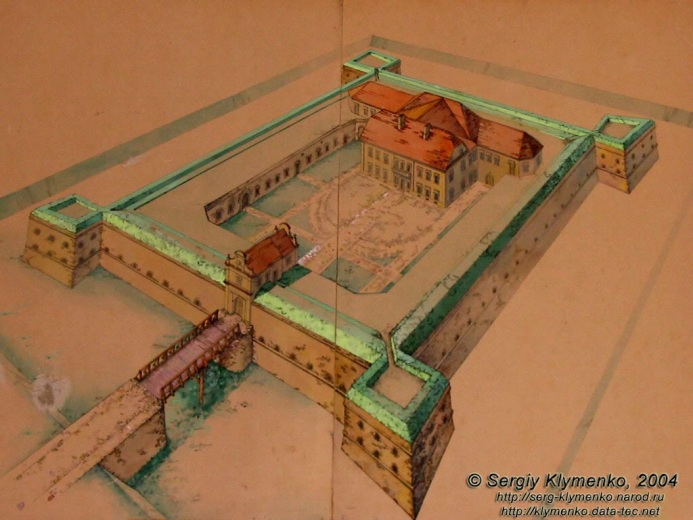 © Sergiy Klymenko, 2004
http://serg-klymenko.narod.ru
http://klymenko.data-tec.net